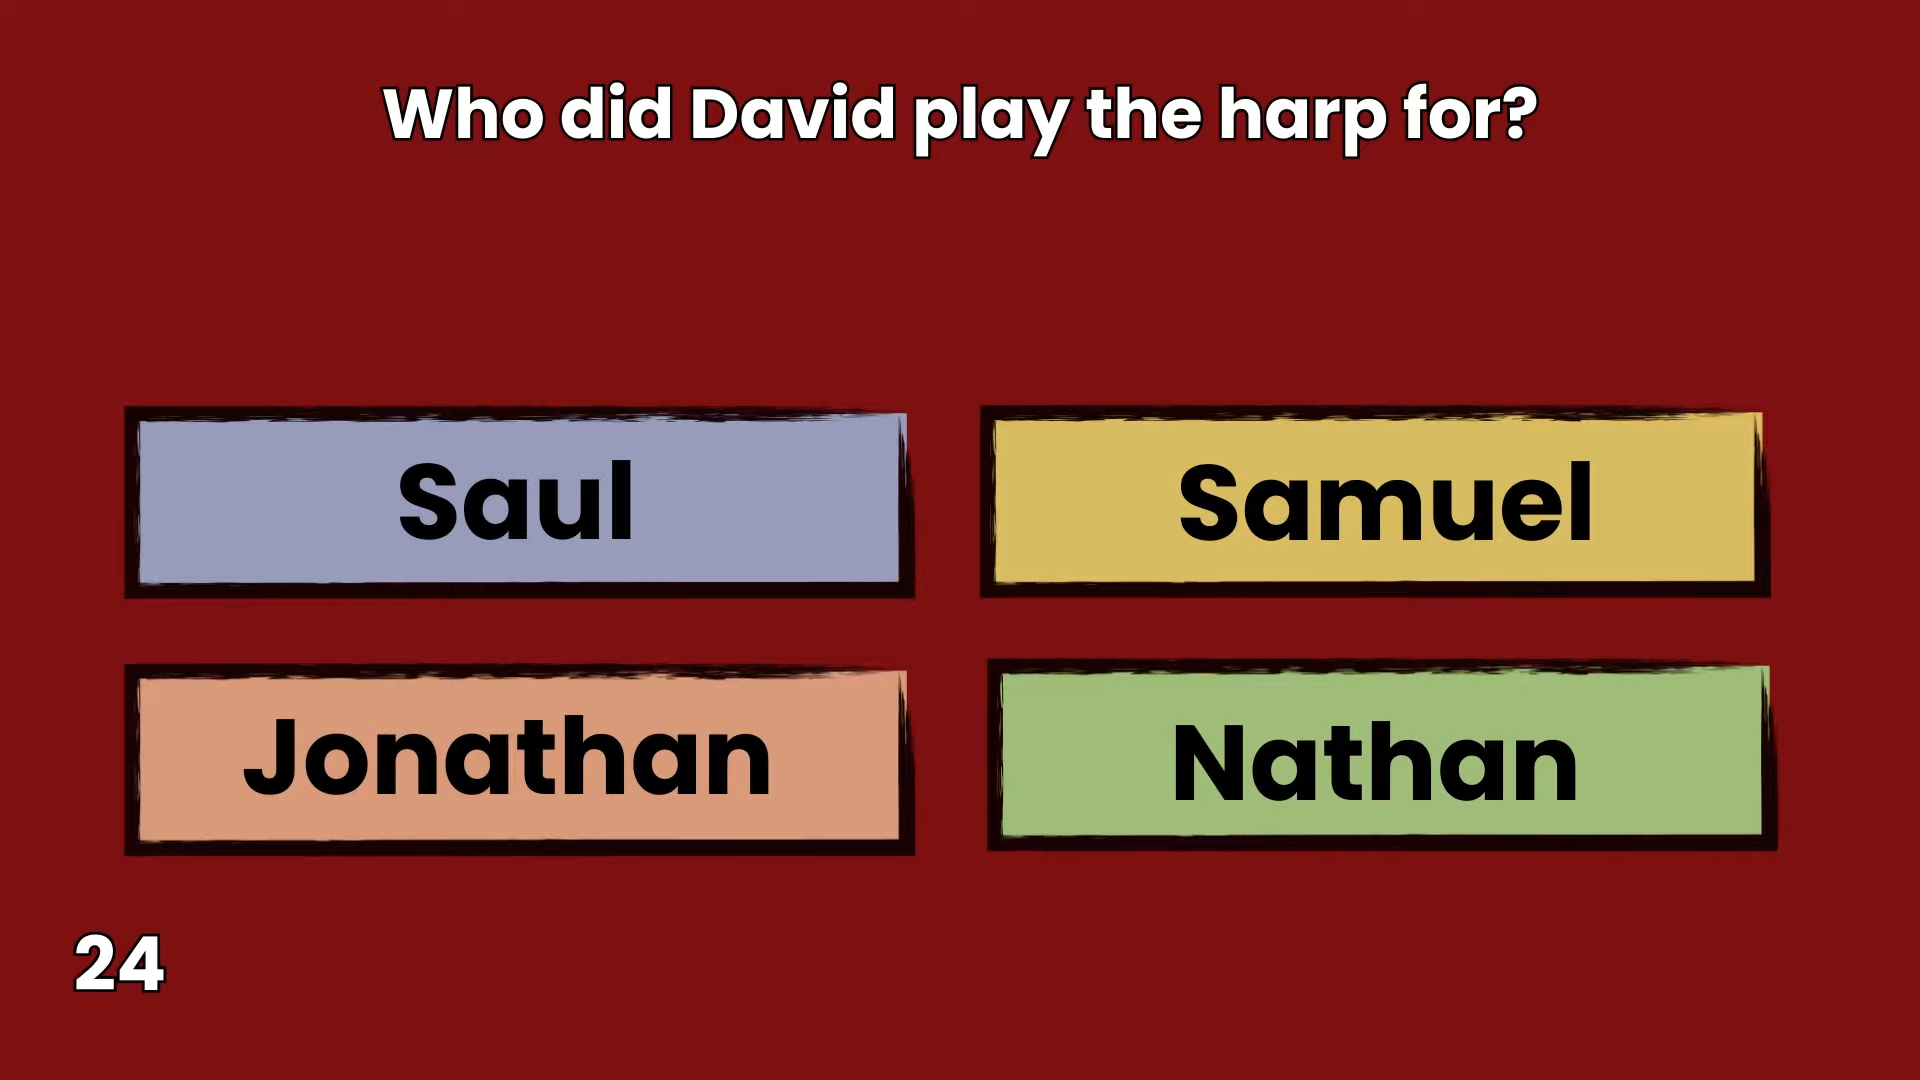 Who did David play the harp for?
Saul
Samuel
Jonathan
Nathan
24